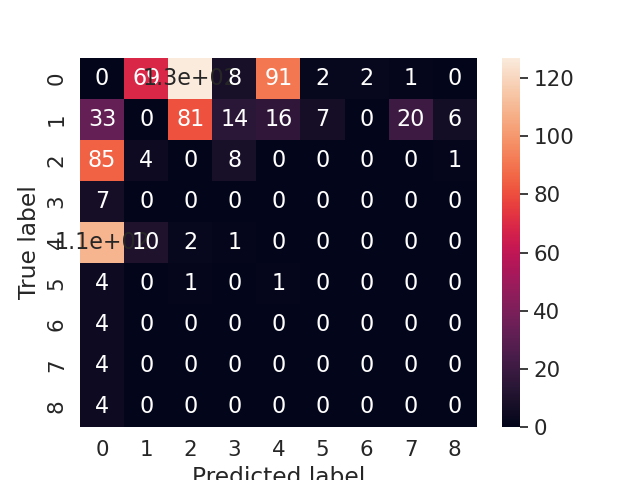 0 0 69 8 91 2 2 1 0
1 33 0 81 14 16 7 0 20 6
2 85 4 0 8 0 0 0 0 1
3 7 0 0 0 0 0 0 0 0
4 1.1e+ 10 2 1 0 0 0 0 0
5 4 0 1 0 1 0 0 0 0
6 4 0 0 0 0 0 0 0 0
7 4 0 0 0 0 0 0 0 0
8 4 0 0 0 0 0 0 0 0
0 1 2 3 4 5 6 7 8
Predicted label
True label
120
100
80
60
40
20
0